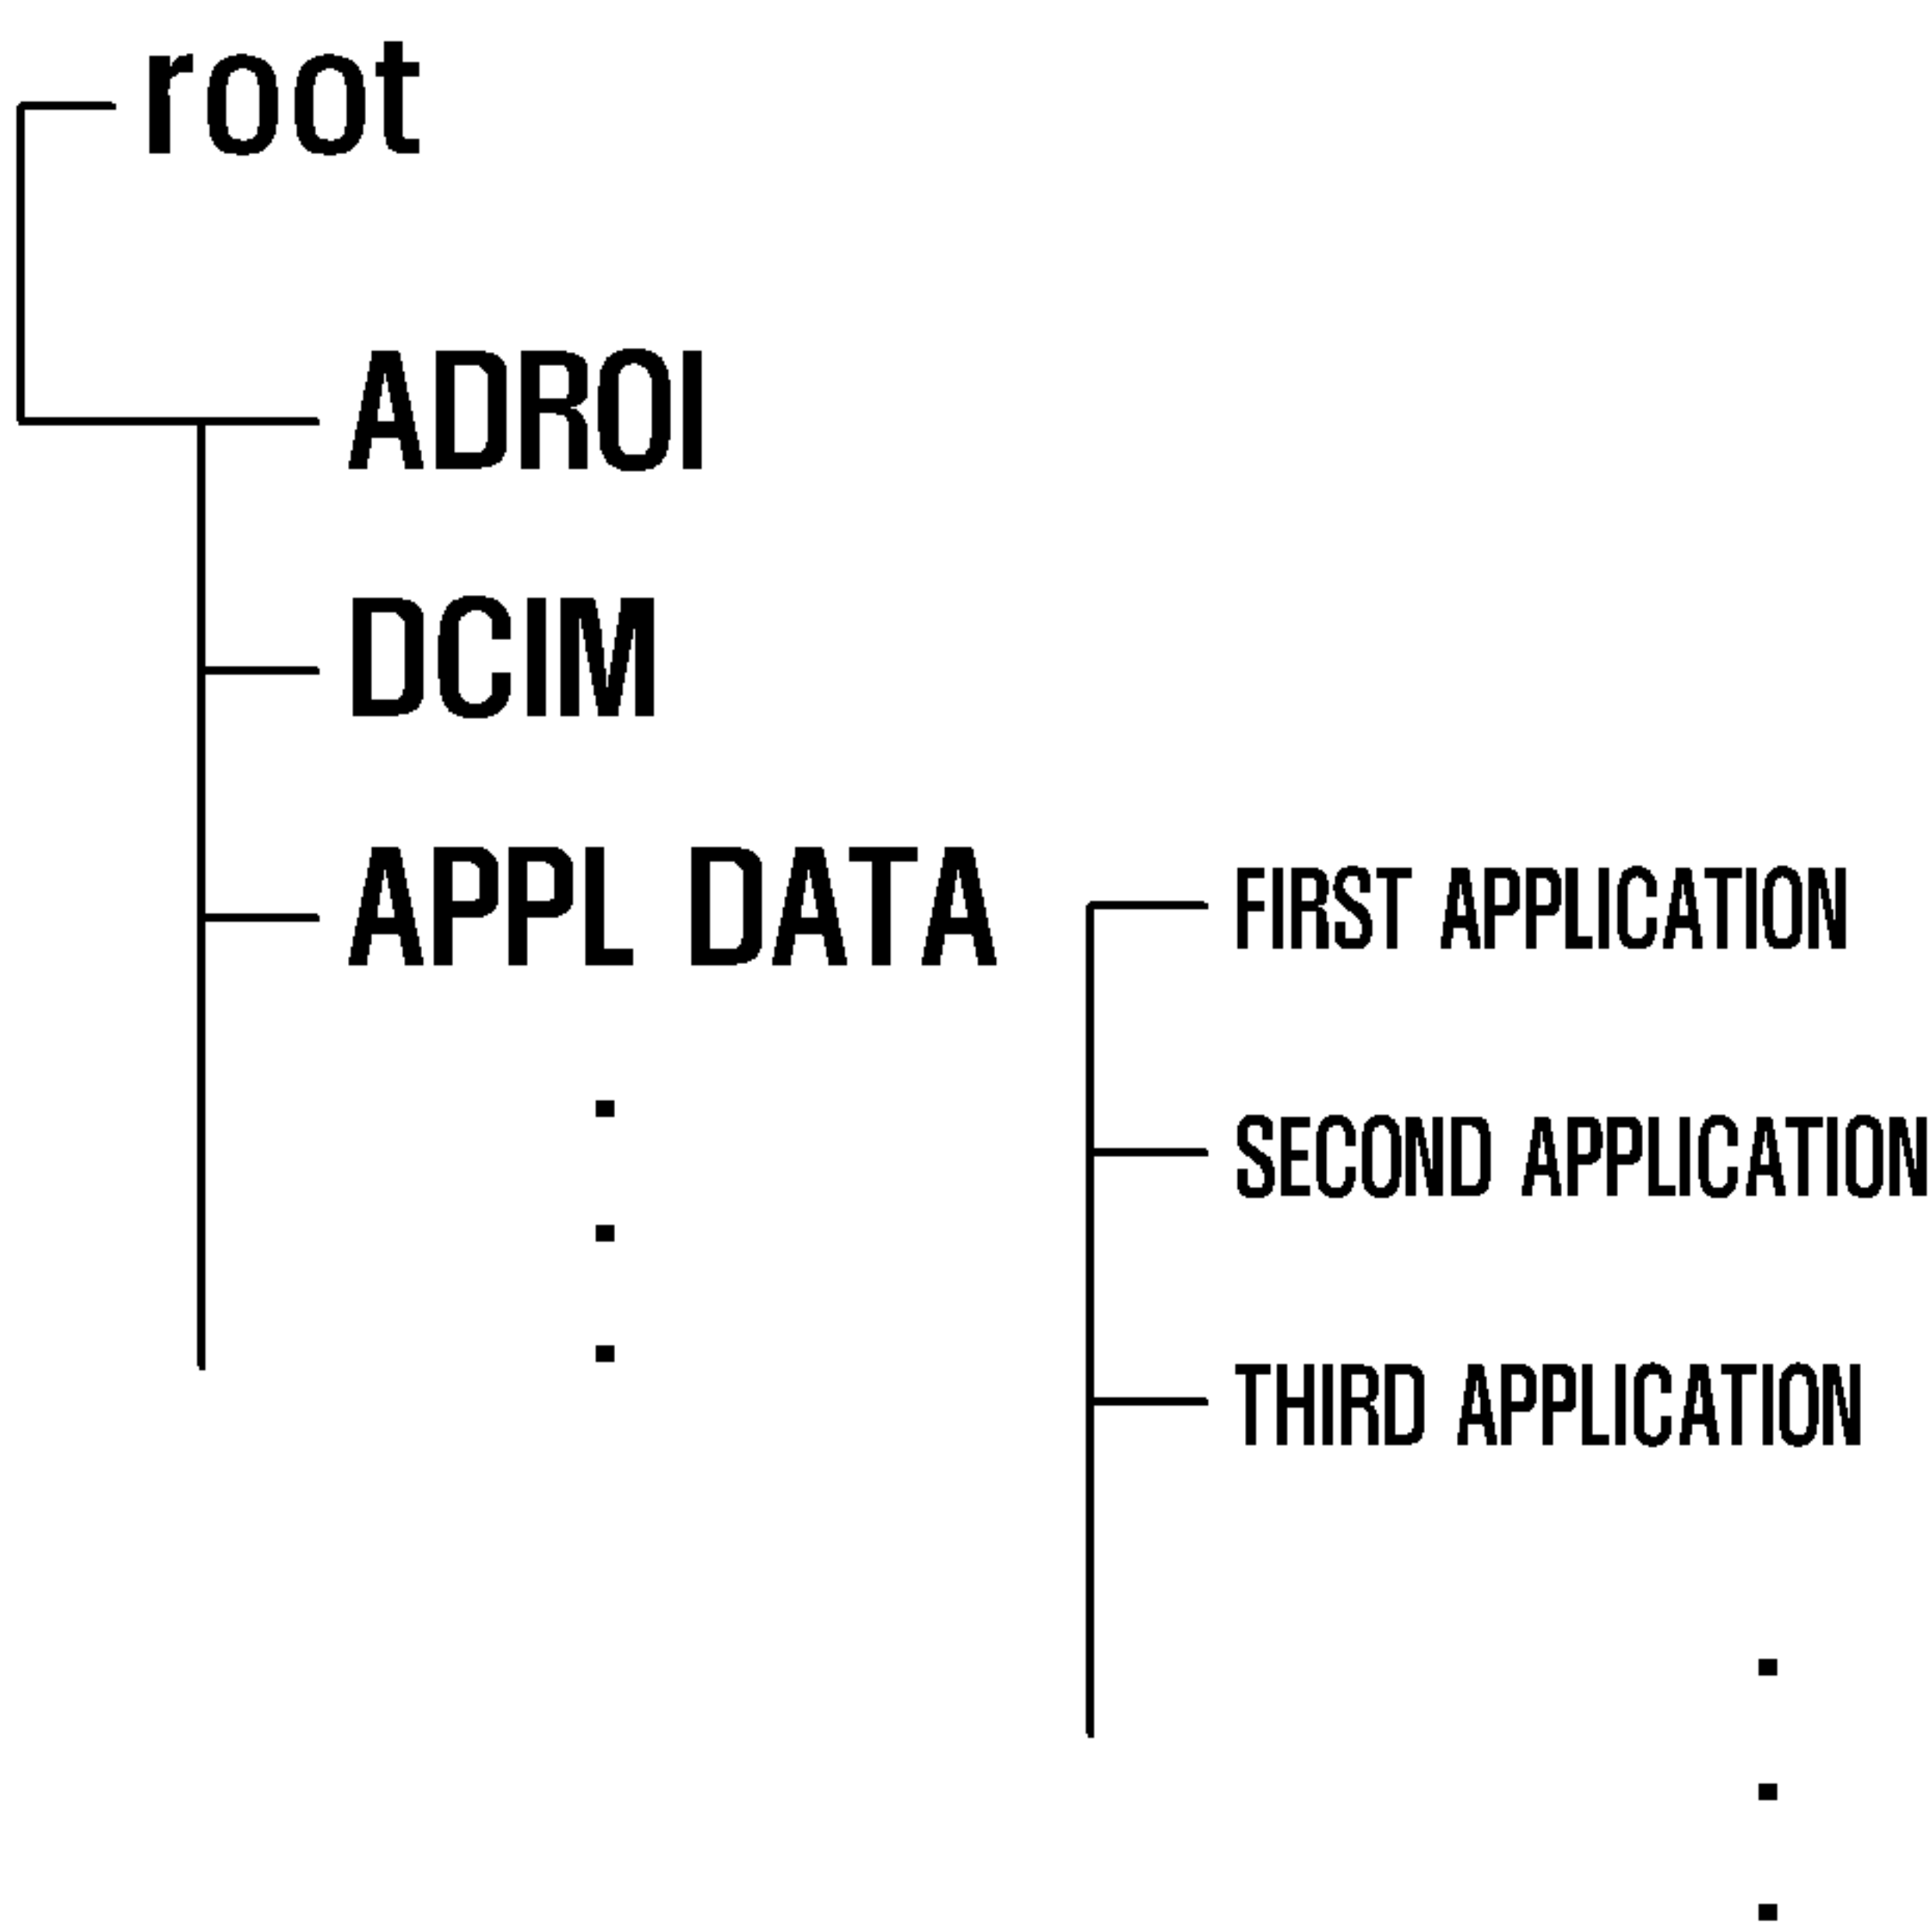 root
ADROI
DCIM
APPL DATA
FIRST APPLICATION
SECOND APPLICATION
THIRD APPLICATION